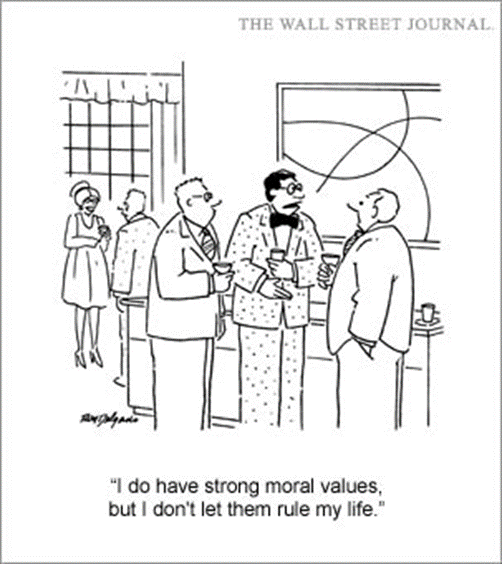 THE WALL STREET JOURNAL.
“I do have strong moral values,
but I don't let them rule my life.”